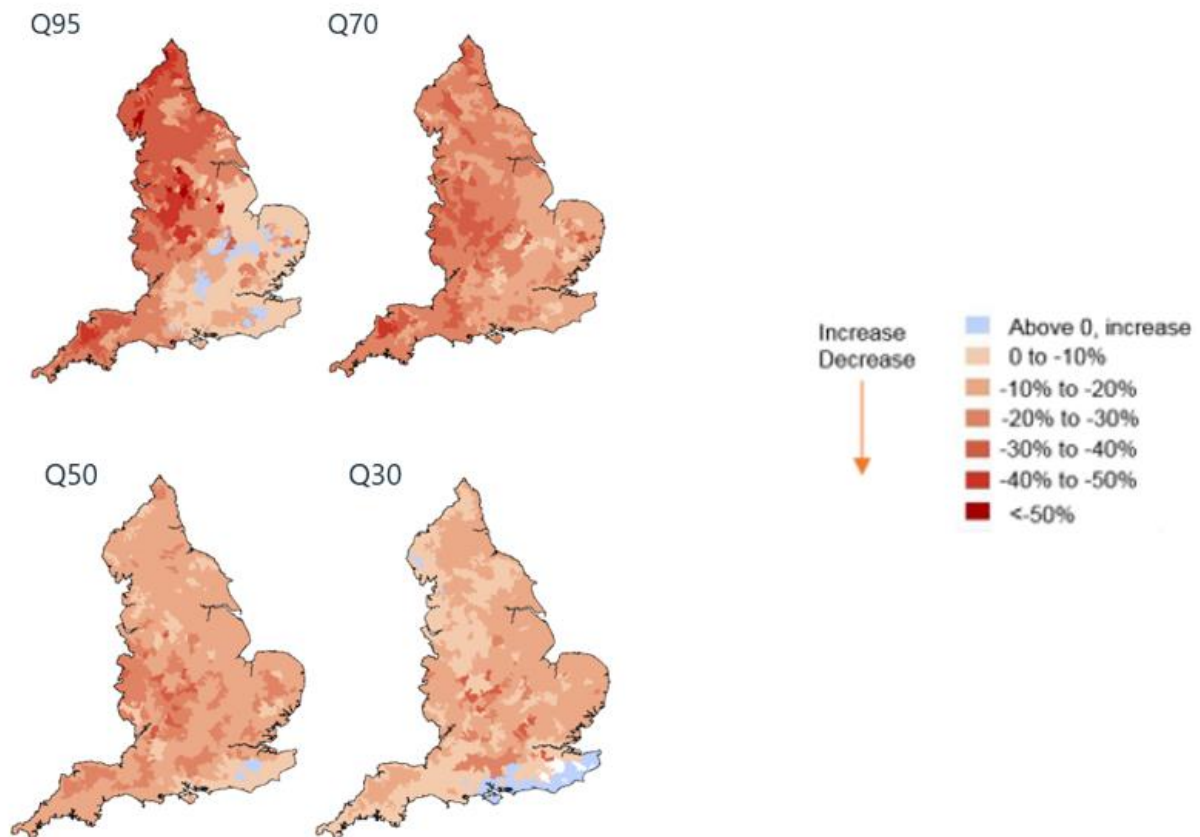 Q95
Q70
Increase
Decrease
Above 0, increase
0 to -10%
-10% to -20%
-20% to -30%
-30% to -40%
-40% to -50%
<-50%
Q50
Q30